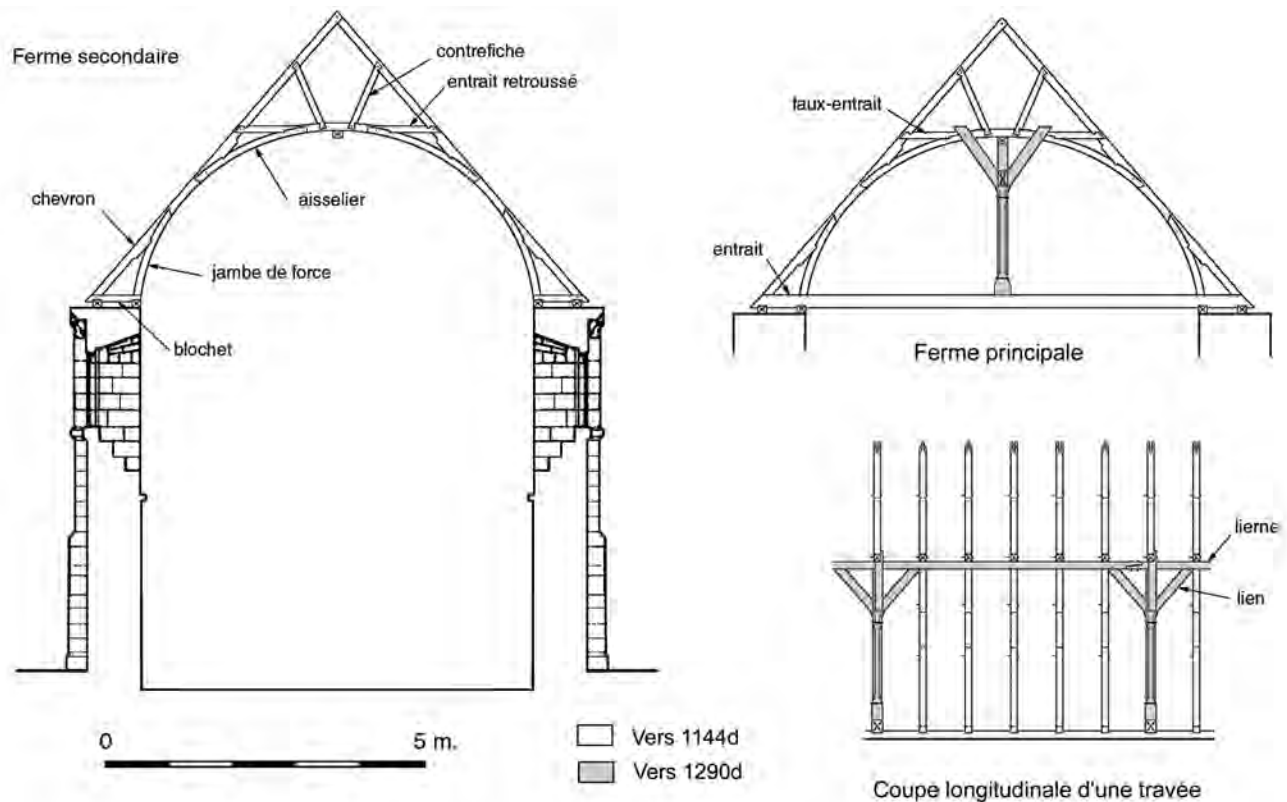 Ferme secondaire
contrefiche
entrait retroussé
chevron
aisselier
jambe de force
blochet
faux-entrait
entrait
Ferme principale
lierne
lien
0
5 m.
Vers 1144d
Vers 1290d
Coupe longitudinale d'une travée